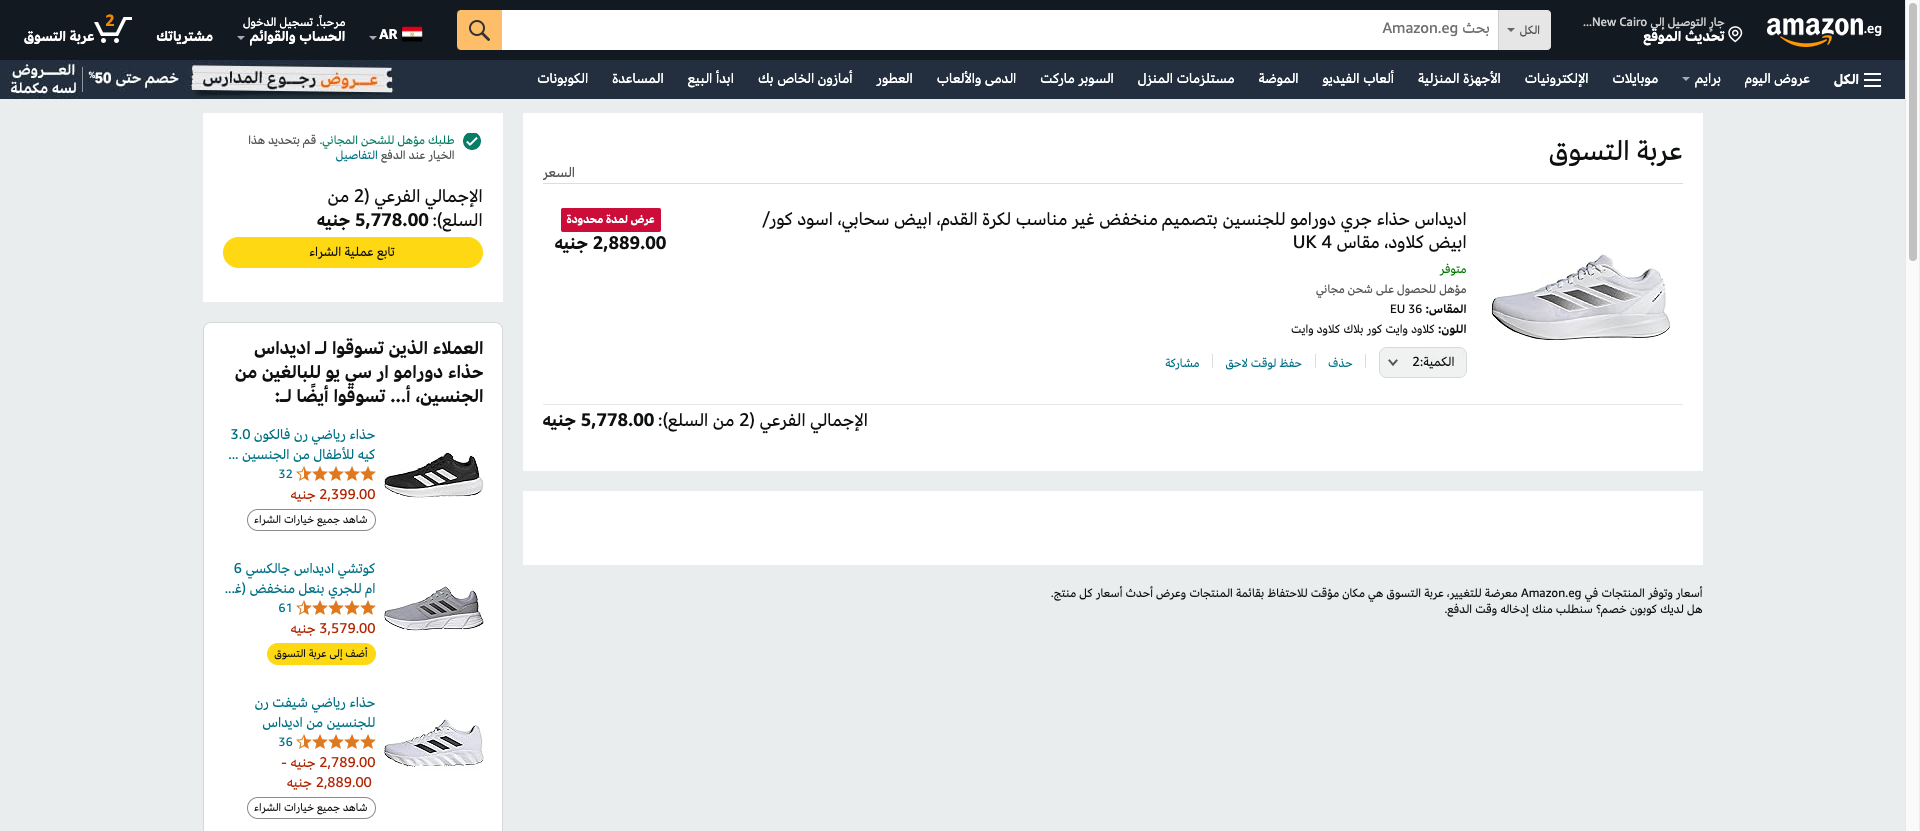 amazon.eg
جارٍ التوصيل إلى New Cairo...
تحديث الموقع
الكل
بحث Amazon.eg
AR
مرحباً. تسجيل الدخول
الحساب والقوائم
مشترياتك
2
عربة التسوق
الكل
عروض اليوم
برايم
موبايلات
الإلكترونيات
الأجهزة المنزلية
ألعاب الفيديو
الموضة
مستلزمات المنزل
السوبر ماركت
الدمى والألعاب
العطور
أمازون الخاص بك
ابدأ البيع
المساعدة
الكوبونات
عروض رجوع المدارس
خصم حتى 50%
العروض
لسه مكملة
عربة التسوق
السعر
اديداس حذاء جري دورامو للجنسين بتصميم منخفض غير مناسب لكرة القدم، ابيض سحابي، اسود كور/
ابيض كلاود، مقاس 4 UK
عرض لمدة محدودة
2,889.00 جنيه
متوفر
مؤهل للحصول على شحن مجاني
المقاس: 36 EU
اللون: كلاود وايت كور بلاك كلاود وايت
الكمية:2
حذف
حفظ لوقت لاحق
مشاركة
الإجمالي الفرعي (2 من السلع): 5,778.00 جنيه
أسعار وتوفر المنتجات في Amazon.eg معرضة للتغيير، عربة التسوق هي مكان مؤقت للاحتفاظ بقائمة المنتجات وعرض أحدث أسعار كل منتج.
هل لديك كوبون خصم؟ سنطلب منك إدخاله وقت الدفع.
طلبك مؤهل للشحن المجاني. قم بتحديد هذا
الخيار عند الدفع التفاصيل
الإجمالي الفرعي (2 من
السلع): 5,778.00 جنيه
تابع عملية الشراء
العملاء الذين تسوقوا لـ اديداس
حذاء دورامو ار سي يو للبالغين من
الجنسين، أ... تسوقوا أيضًا لـ:
حذاء رياضي رن فالكون 3.0
كيه للأطفال من الجنسين ...
32
2,399.00 جنيه
شاهد جميع خيارات الشراء
كوتشي اديداس جالكسي 6
ام للجري بنعل منخفض (غ...
61
3,579.00 جنيه
أضف إلى عربة التسوق
حذاء رياضي شيفت رن
للجنسين من اديداس
36
2,789.00 جنيه -
2,889.00 جنيه
شاهد جميع خيارات الشراء